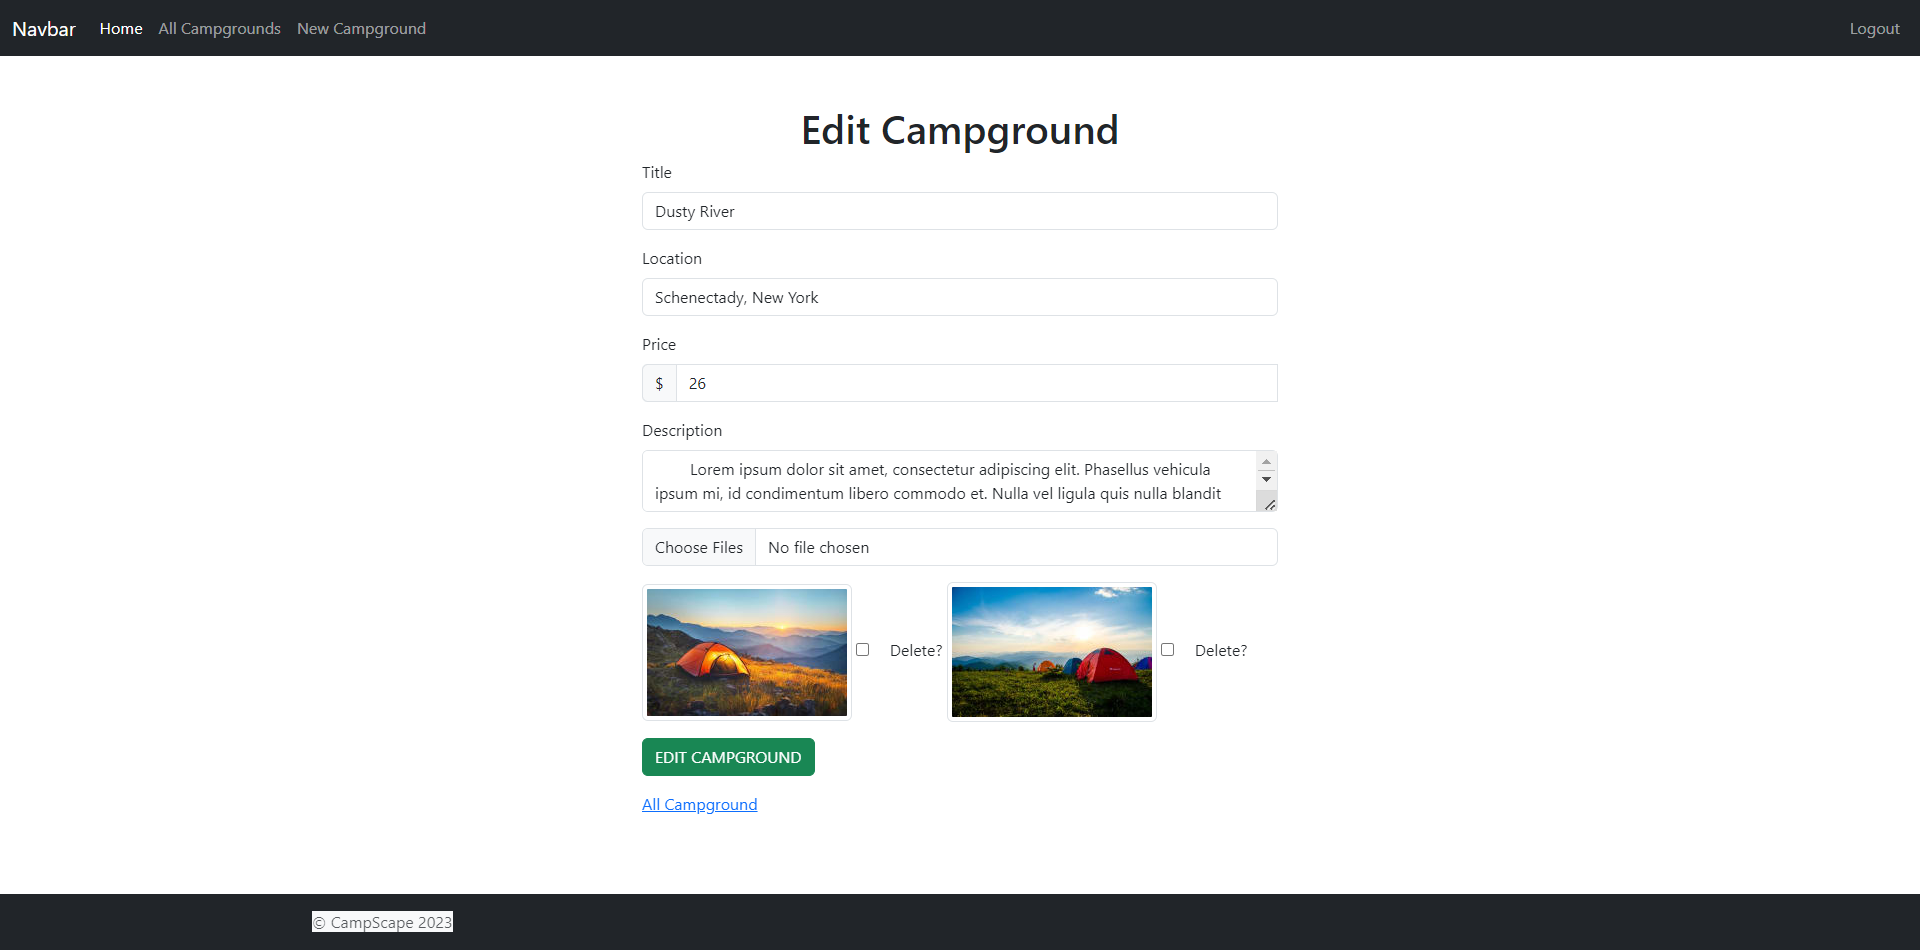 Navbar Home All Campgrounds New Campground Logout
Edit Campground
Title
Dusty River
Location
Schenectady, New York
Price
$ 26
Description
Lorem ipsum dolor sit amet, consectetur adipiscing elit. Phasellus vehicula
ipsum mi, id condimentum libero commodo et. Nulla vel ligula quis nulla blandit
Choose Files No file chosen
Delete? Delete?
EDIT CAMPGROUND
All Campground
© CampScape 2023